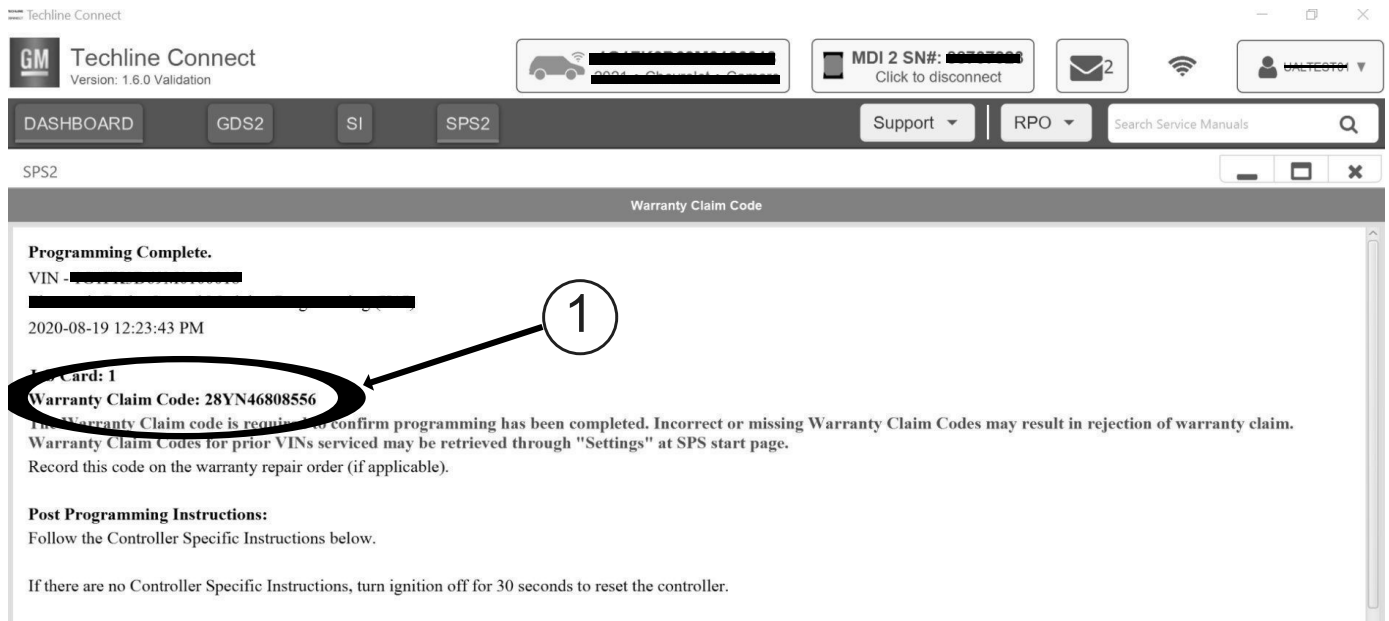 Techline Connect
GM
Techline Connect
Version: 1.6.0 Validation
MDI 2 SN#:
Click to disconnect
2
DASHBOARD GDS2 SI SPS2 Support RPO Search Service Manuals
SPS2
Warranty Claim Code
Programming Complete.
VIN -
2020-08-19 12:23:43 PM
1
Card: 1
Warranty Claim Code: 28YN46808556
The Warranty Claim code is required to confirm programming has been completed. Incorrect or missing Warranty Claim Codes may result in rejection of warranty claim.
Warranty Claim Codes for prior VINs serviced may be retrieved through "Settings" at SPS start page.
Record this code on the warranty repair order (if applicable).
Post Programming Instructions:
Follow the Controller Specific Instructions below.
If there are no Controller Specific Instructions, turn ignition off for 30 seconds to reset the controller.